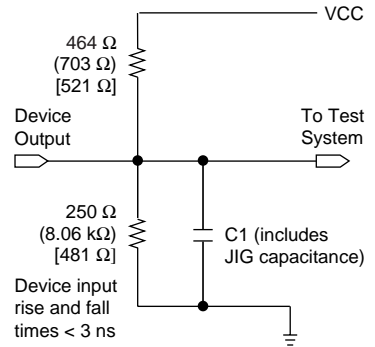 VCC
464 Ω
(703 Ω)
[521 Ω]
Device
Output
To Test
System
250 Ω
(8.06 kΩ)
[481 Ω]
C1 (includes
JIG capacitance)
Device input
rise and fall
times < 3 ns